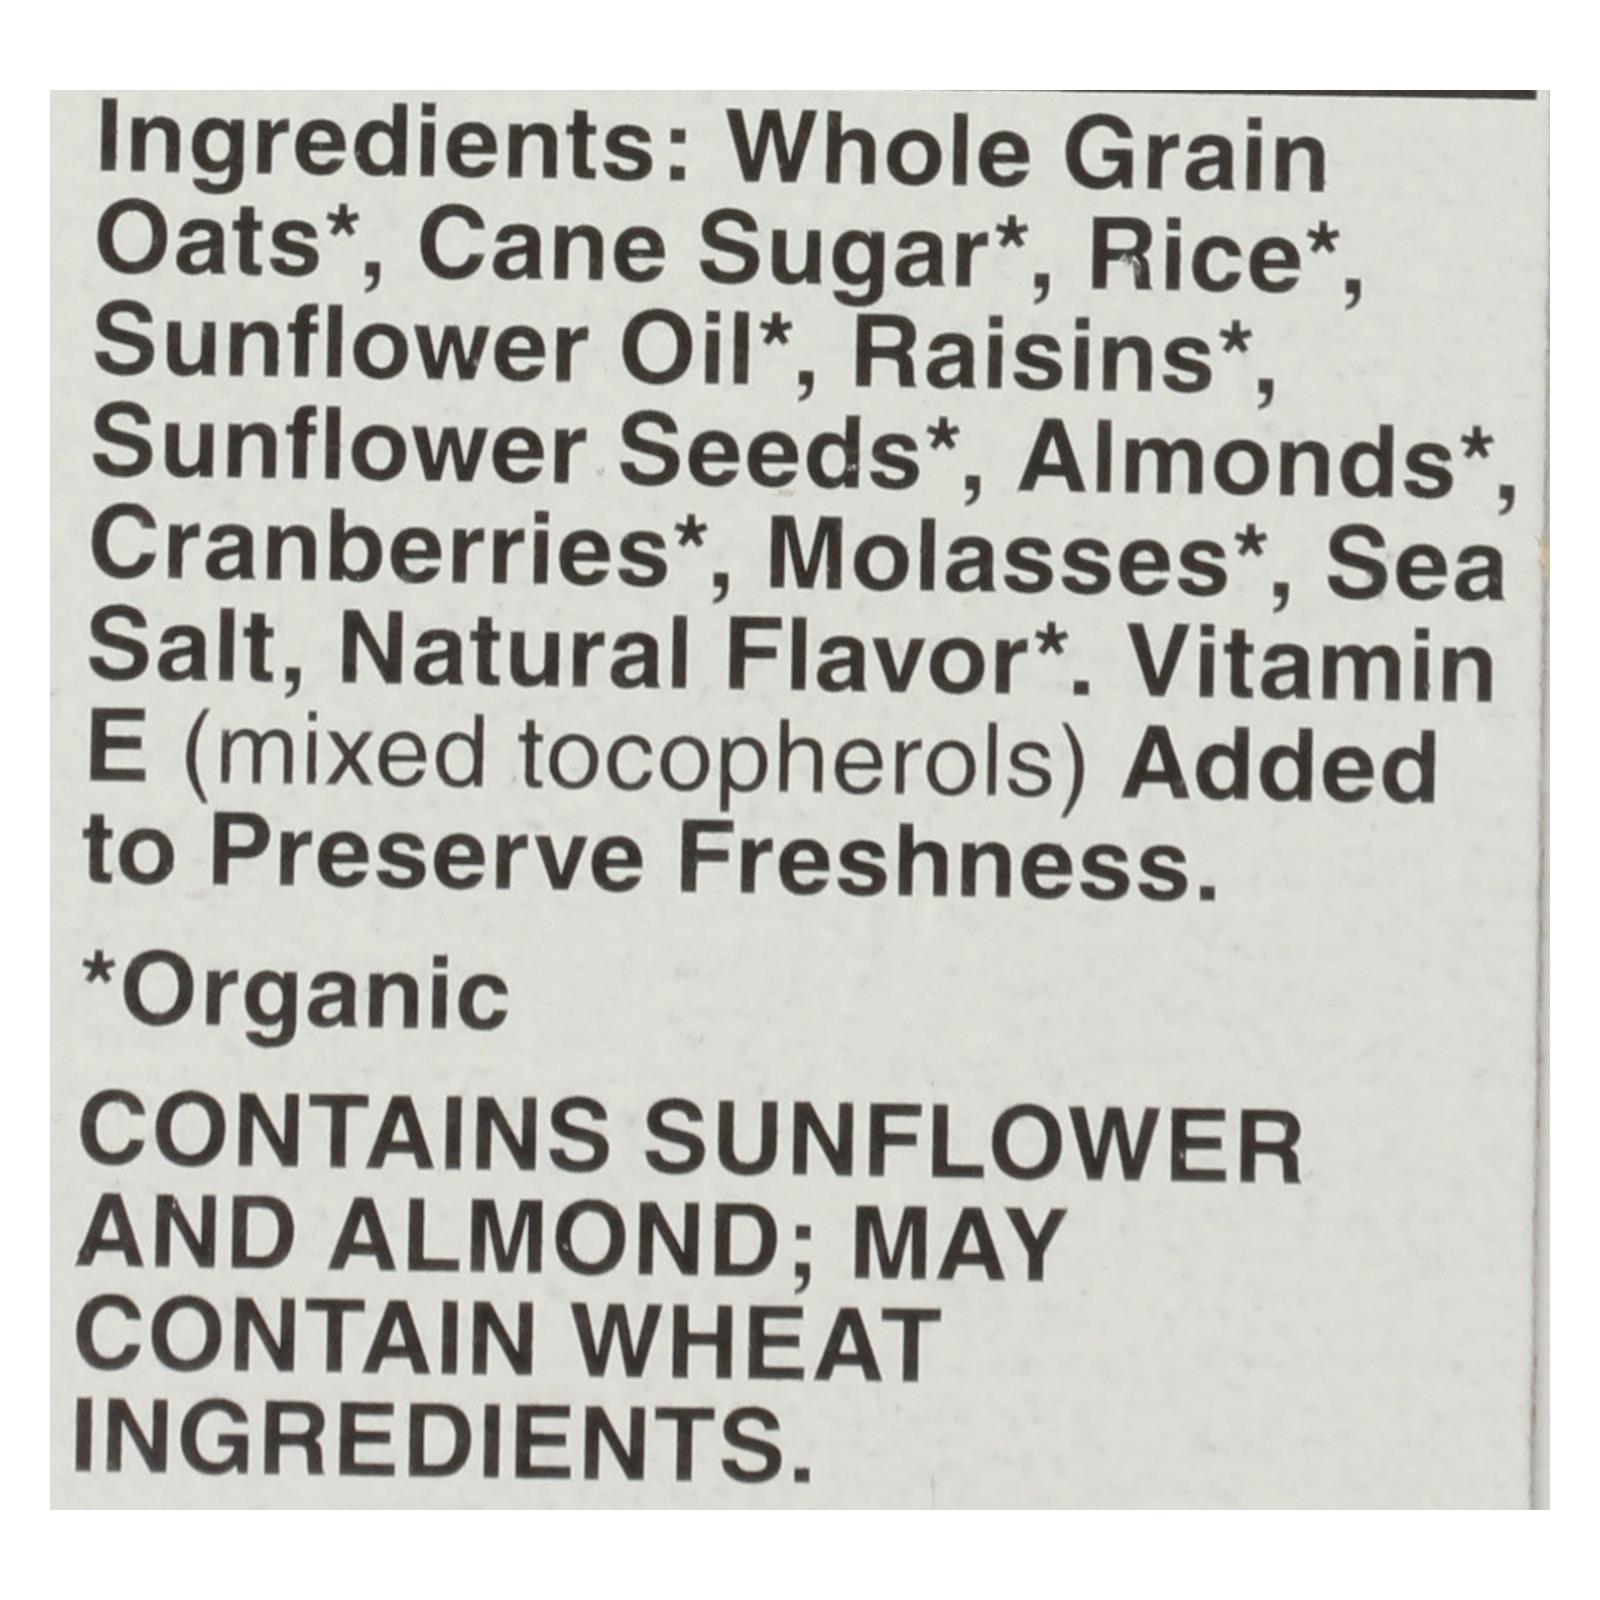 Ingredients: Whole Grain
Oats*, Cane Sugar*, Rice*,
Sunflower Oil*, Raisins*,
Sunflower Seeds*, Almonds*,
Cranberries*, Molasses*, Sea
Salt, Natural Flavor*. Vitamin
E (mixed tocopherols) Added
to Preserve Freshness.
*Organic
CONTAINS SUNFLOWER
AND ALMOND; MAY
CONTAIN WHEAT
INGREDIENTS.